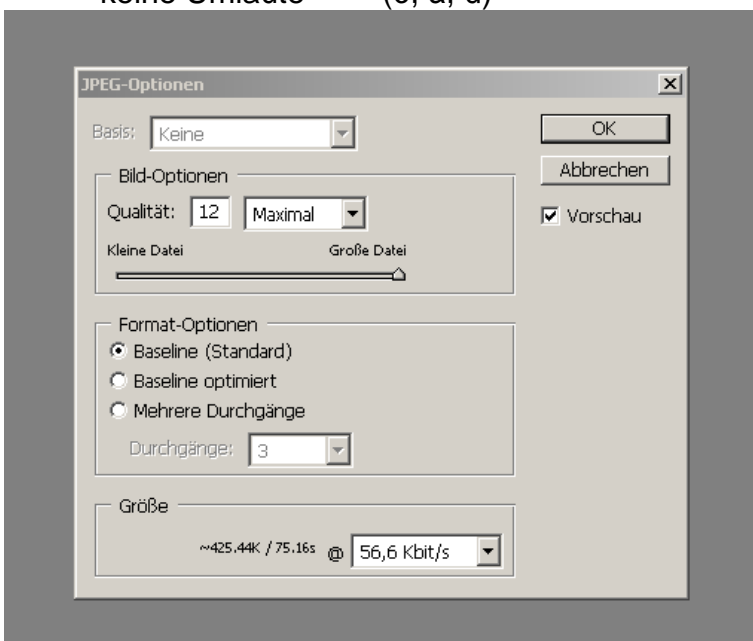 keine Umlaute (ö, ä, ü)
JPEG-Optionen
Basis: Keine
OK
Abbrechen
Vorschau
Bild-Optionen
Qualität: 12 Maximal
Kleine Datei Große Datei
Format-Optionen
Baseline (Standard)
Baseline optimiert
Mehrere Durchgänge
Durchgänge: 3
Größe
~425.44K / 75.16s @ 56,6 Kbit/s